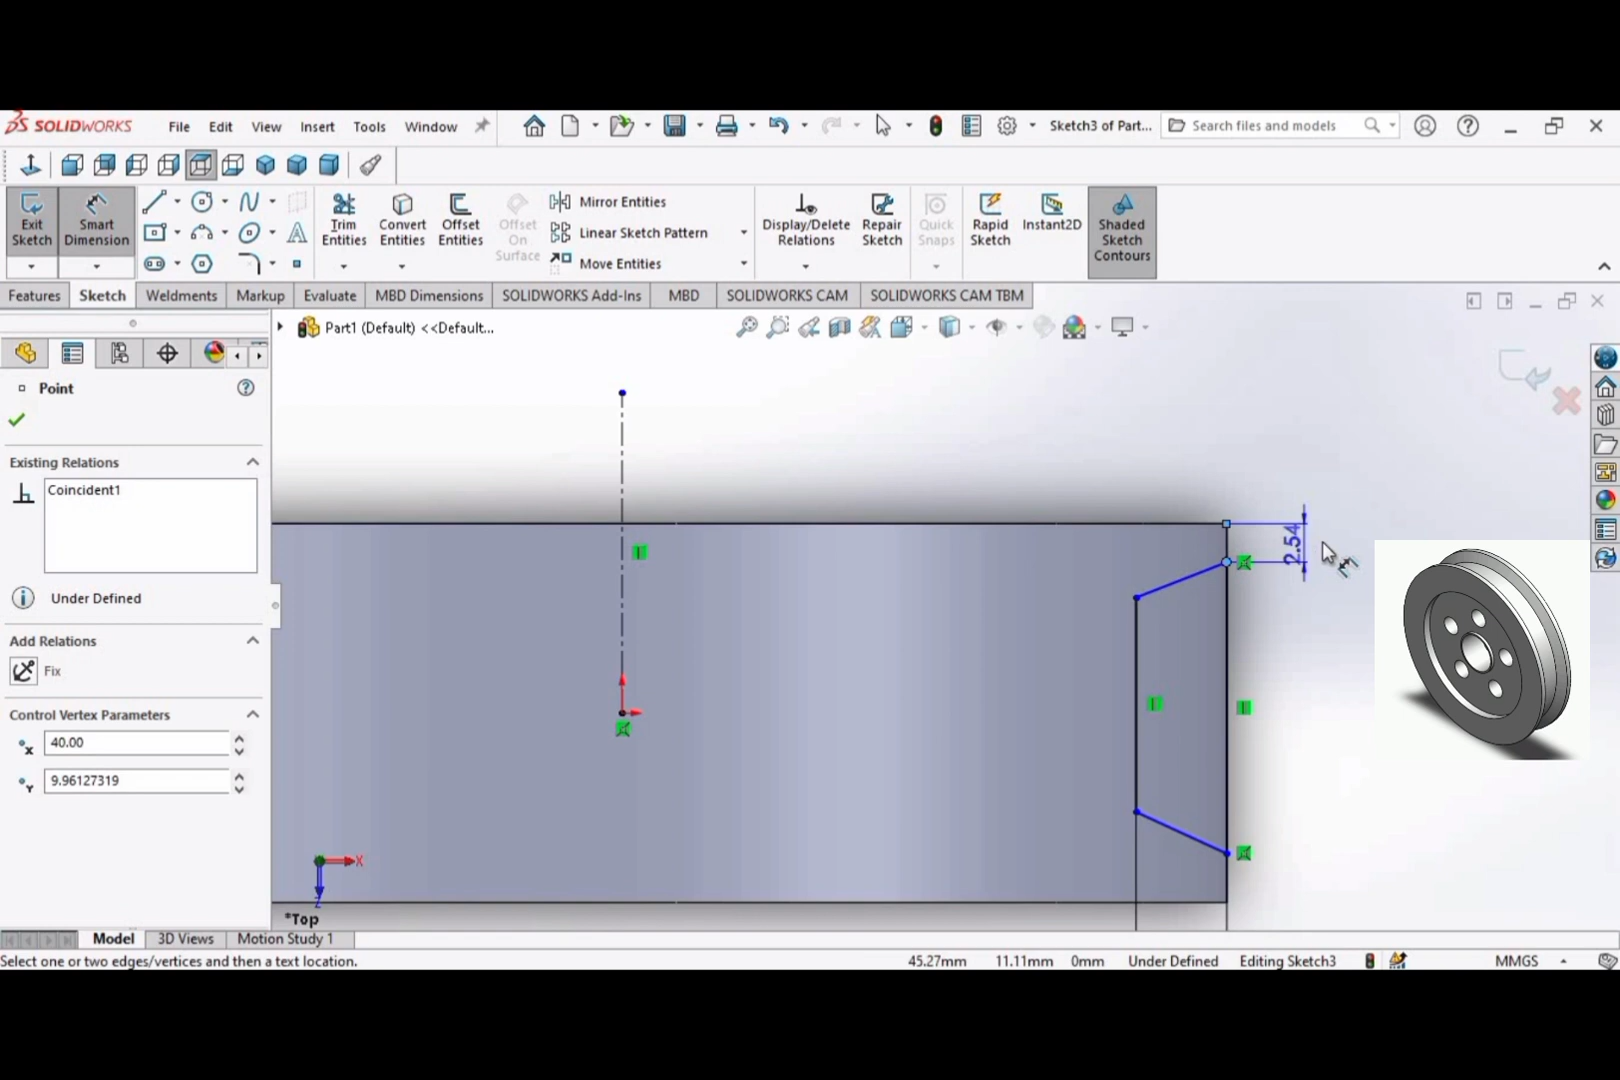 SOLIDWORKS File Edit View Insert Tools Window Sketch3 of Part... Search files and models
Exit Sketch
Smart Dimension
Trim Entities
Convert Entities
Offset Entities
Offset On Surface
Mirror Entities
Linear Sketch Pattern
Move Entities
Display/Delete Relations
Repair Sketch
Quick Snaps
Rapid Sketch
Instant2D
Shaded Sketch Contours
Features Sketch Weldments Markup Evaluate MBD Dimensions SOLIDWORKS Add-Ins MBD SOLIDWORKS CAM SOLIDWORKS CAM TBM
Part1 (Default) <<Default...
Point
Existing Relations
Coincident1
Under Defined
Add Relations
Fix
Control Vertex Parameters
X 40.00
Y 9.96127319
2.54
X
Z
*Top
Model 3D Views Motion Study 1
Select one or two edges/vertices and then a text location. 45.27mm 11.11mm 0mm Under Defined Editing Sketch3 MMGS